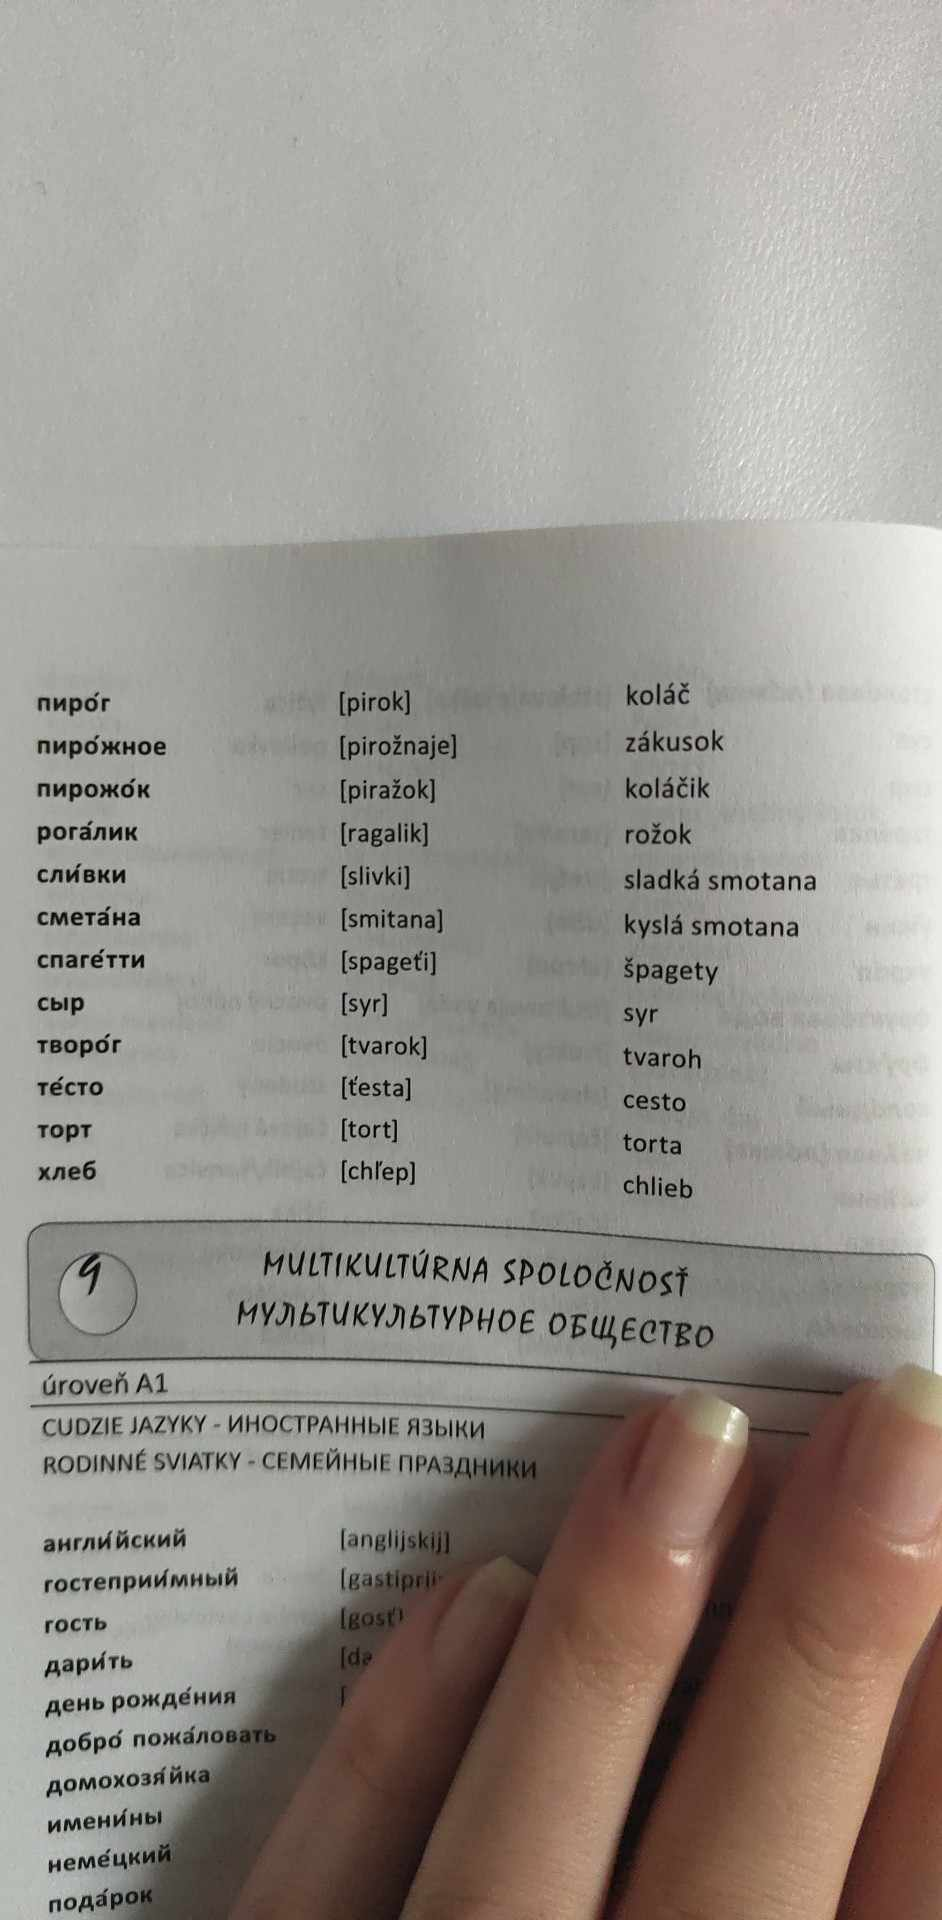 пиро́г [pirok] koláč
пиро́жное [pirožnaje] zákusok
пирожо́к [piražok] koláčik
рога́лик [ragalik] rožok
сли́вки [slivki] sladká smotana
смета́на [smitana] kyslá smotana
спаге́тти [spageťi] špagety
сыр [syr] syr
творо́г [tvarok] tvaroh
те́сто [ťesta] cesto
торт [tort] torta
хлеб [chľep] chlieb
9
MULTIKULTÚRNA SPOLOČNOSŤ
МУЛЬТИКУЛЬТУРНОЕ ОБЩЕСТВО
úroveň A1
CUDZIE JAZYKY - ИНОСТРАННЫЕ ЯЗЫКИ
RODINNÉ SVIATKY - СЕМЕЙНЫЕ ПРАЗДНИКИ
англи́йский [anglijskij]
гостеприи́мный
гость [gosť]
дари́ть
день рожде́ния
добро́ пожа́ловать
домохозя́йка
имени́ны
неме́цкий
пода́рок